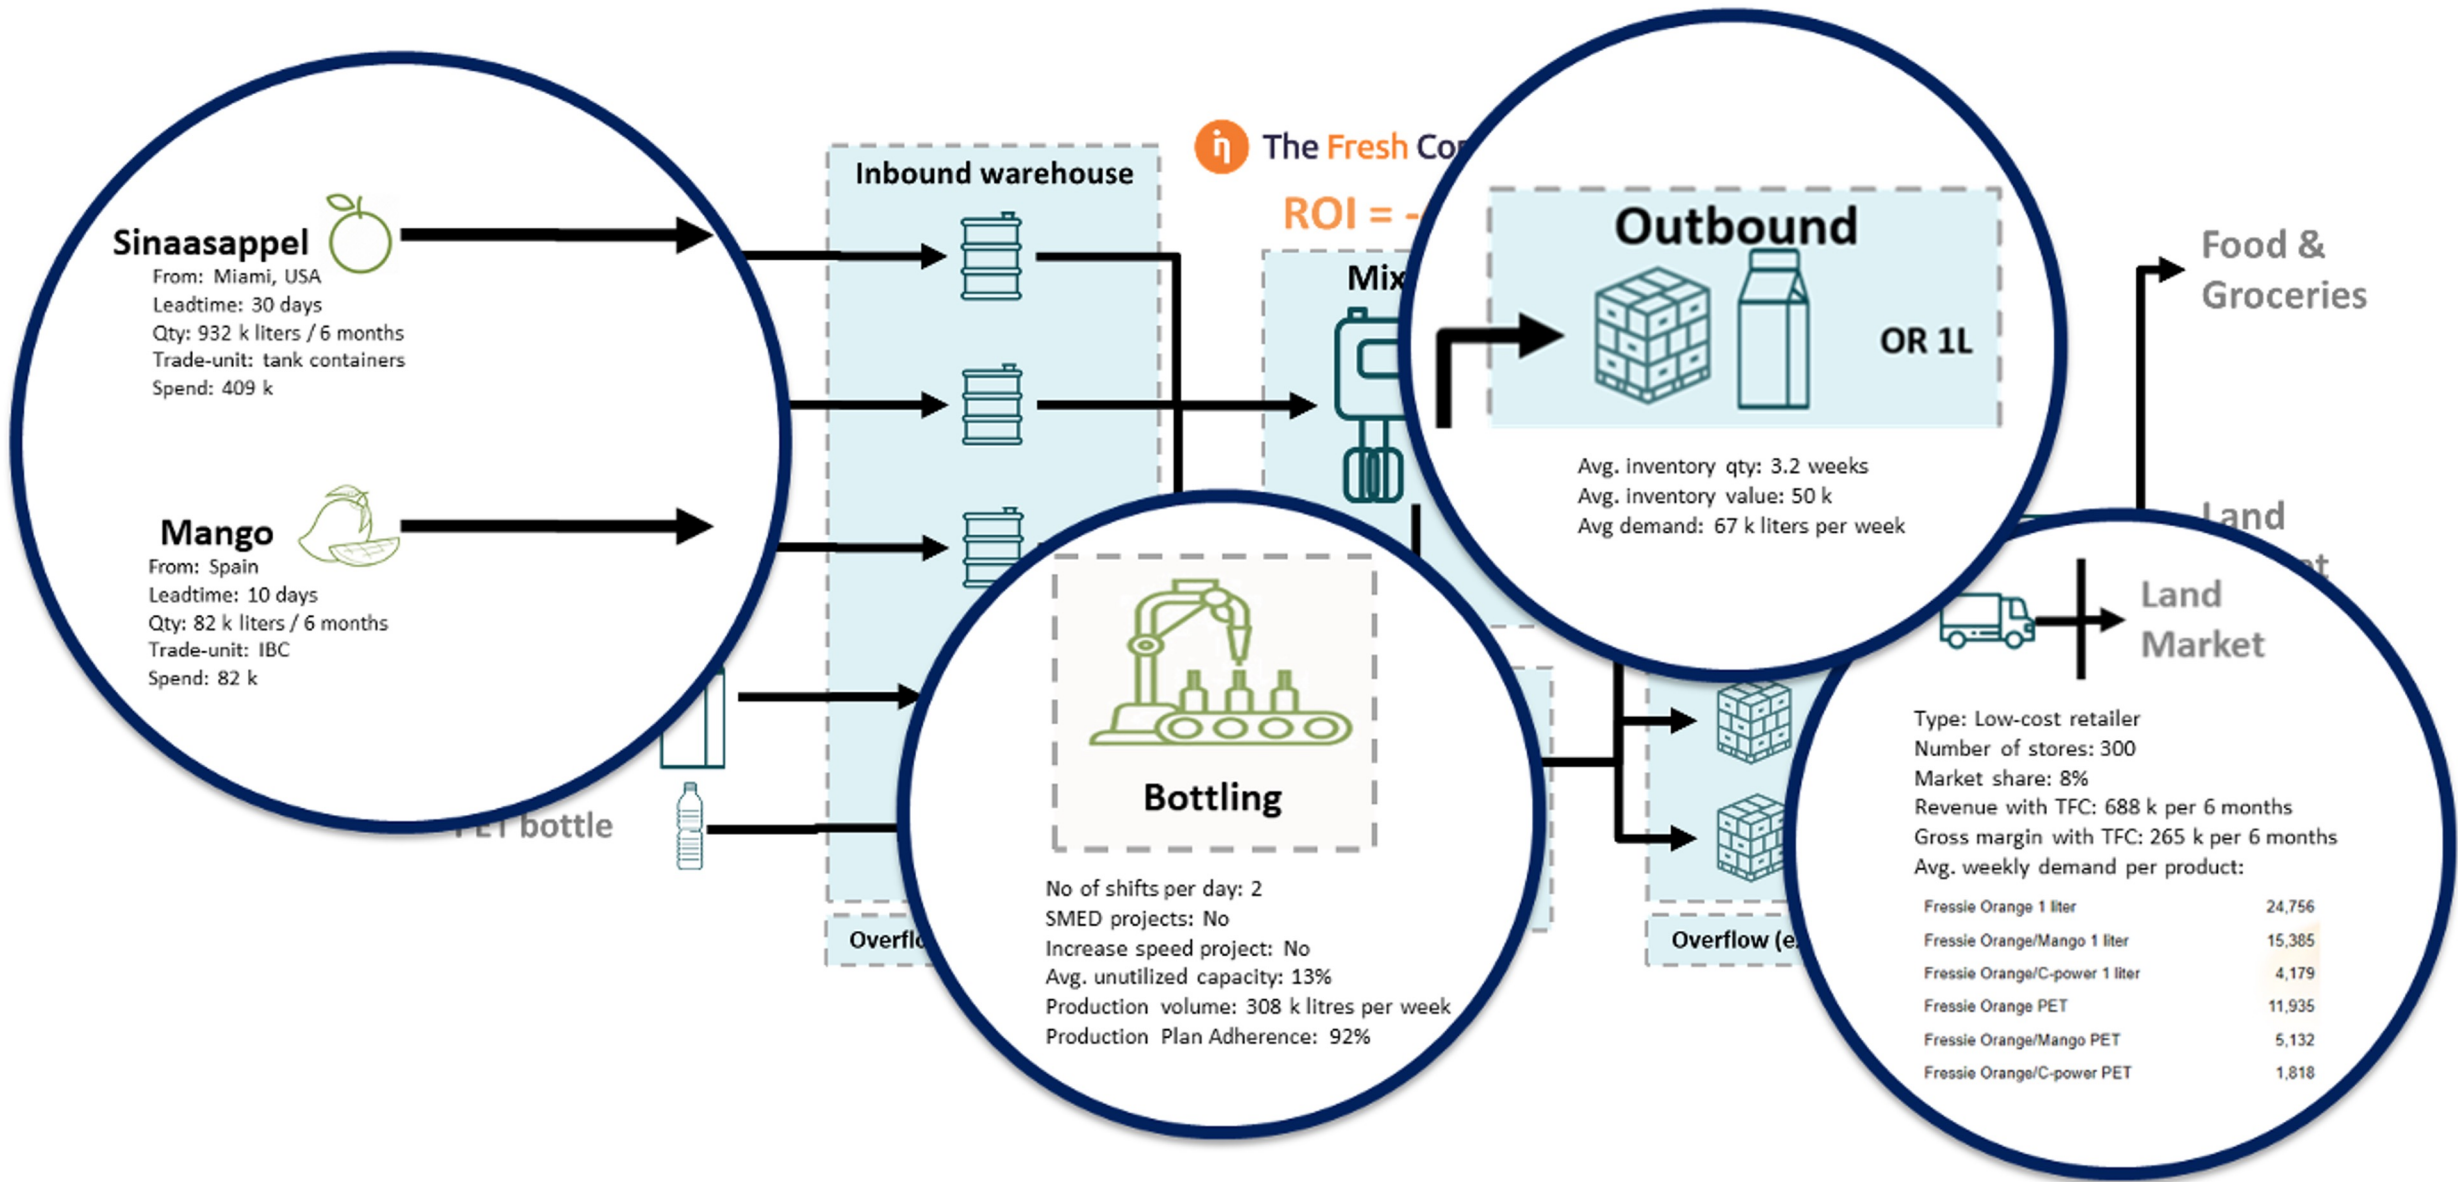 Sinaasappel
From: Miami, USA
Leadtime: 30 days
Qty: 932 k liters / 6 months
Trade-unit: tank containers
Spend: 409 k
Mango
From: Spain
Leadtime: 10 days
Qty: 82 k liters / 6 months
Trade-unit: IBC
Spend: 82 k
bottle
Inbound warehouse
The Fresh
ROI = -
Mix
Outbound
OR 1L
Avg. inventory qty: 3.2 weeks
Avg. inventory value: 50 k
Avg demand: 67 k liters per week
Food &
Groceries
Land
Bottling
No of shifts per day: 2
SMED projects: No
Increase speed project: No
Avg. unutilized capacity: 13%
Production volume: 308 k litres per week
Production Plan Adherence: 92%
Overflow
Land
Market
Type: Low-cost retailer
Number of stores: 300
Market share: 8%
Revenue with TFC: 688 k per 6 months
Gross margin with TFC: 265 k per 6 months
Avg. weekly demand per product:
Fressie Orange 1 liter 24,756
Fressie Orange/Mango 1 liter 15,385
Fressie Orange/C-power 1 liter 4,179
Fressie Orange PET 11,935
Fressie Orange/Mango PET 5,132
Fressie Orange/C-power PET 1,818